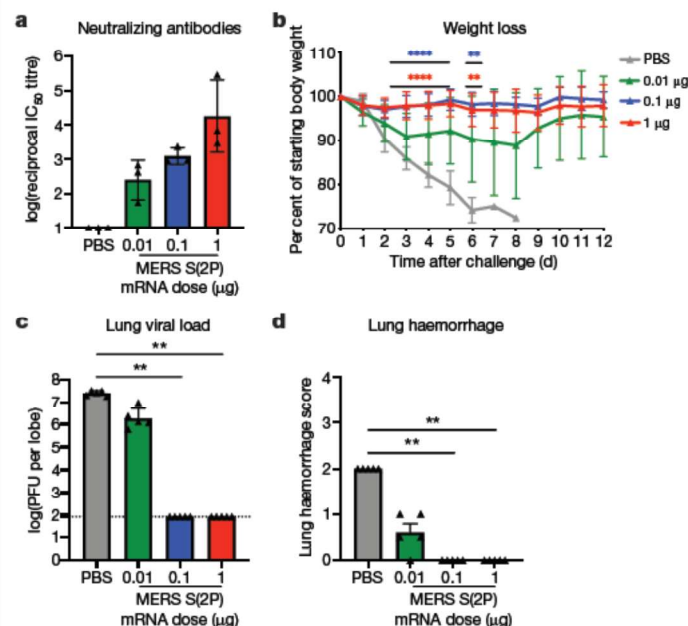 a
Neutralizing antibodies
log(reciprocal IC50 titre)
6
5
4
3
2
1
PBS 0.01 0.1 1
MERS S(2P)
mRNA dose (μg)
b
Weight loss
Per cent of starting body weight
110
100
90
80
70
**** **
**** **
0 1 2 3 4 5 6 7 8 9 10 11 12
Time after challenge (d)
PBS
0.01 μg
0.1 μg
1 μg
c
Lung viral load
log(PFU per lobe)
8
7
6
5
4
3
2
1
0
**
**
PBS 0.01 0.1 1
MERS S(2P)
mRNA dose (μg)
d
Lung haemorrhage
Lung haemorrhage score
4
3
2
1
0
**
**
PBS 0.01 0.1 1
MERS S(2P)
mRNA dose (μg)